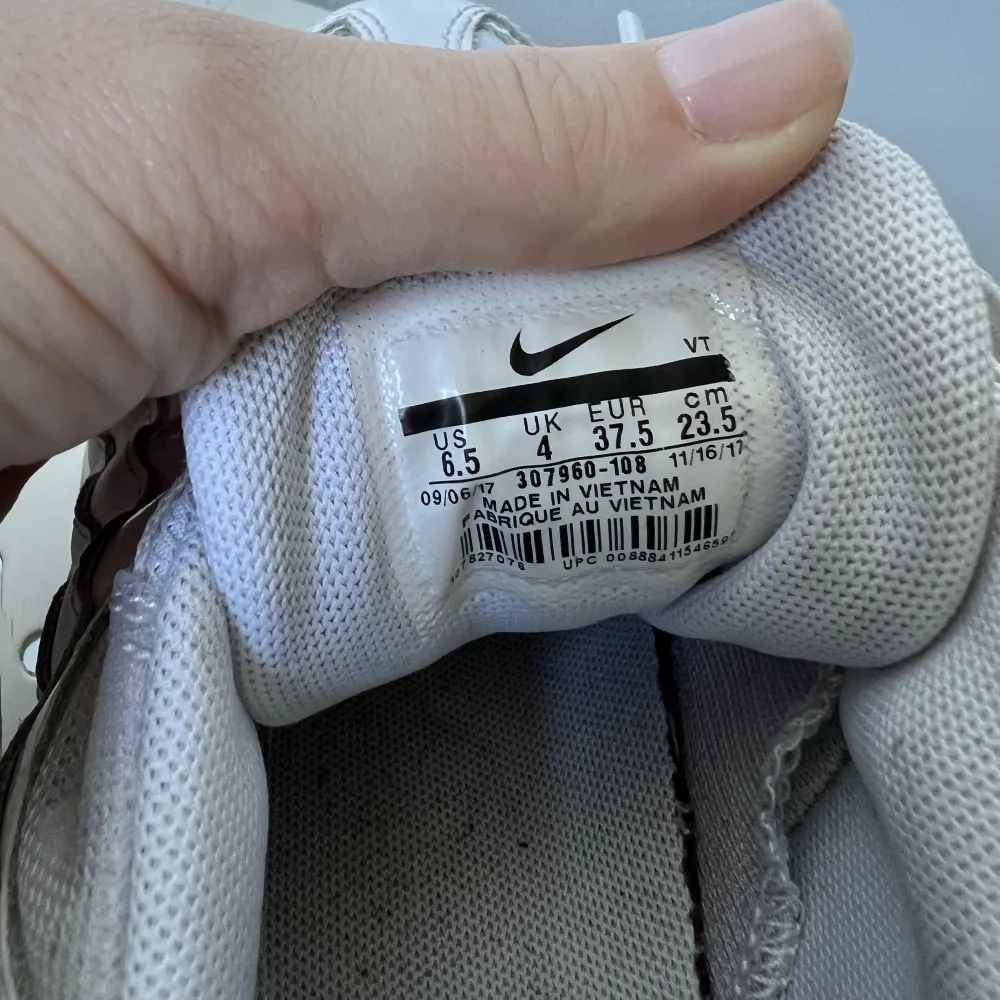 VT
US UK EUR cm
6.5 4 37.5 23.5
09/06/17 307960-108 11/16/17
MADE IN VIETNAM
FABRIQUE AU VIETNAM
UPC